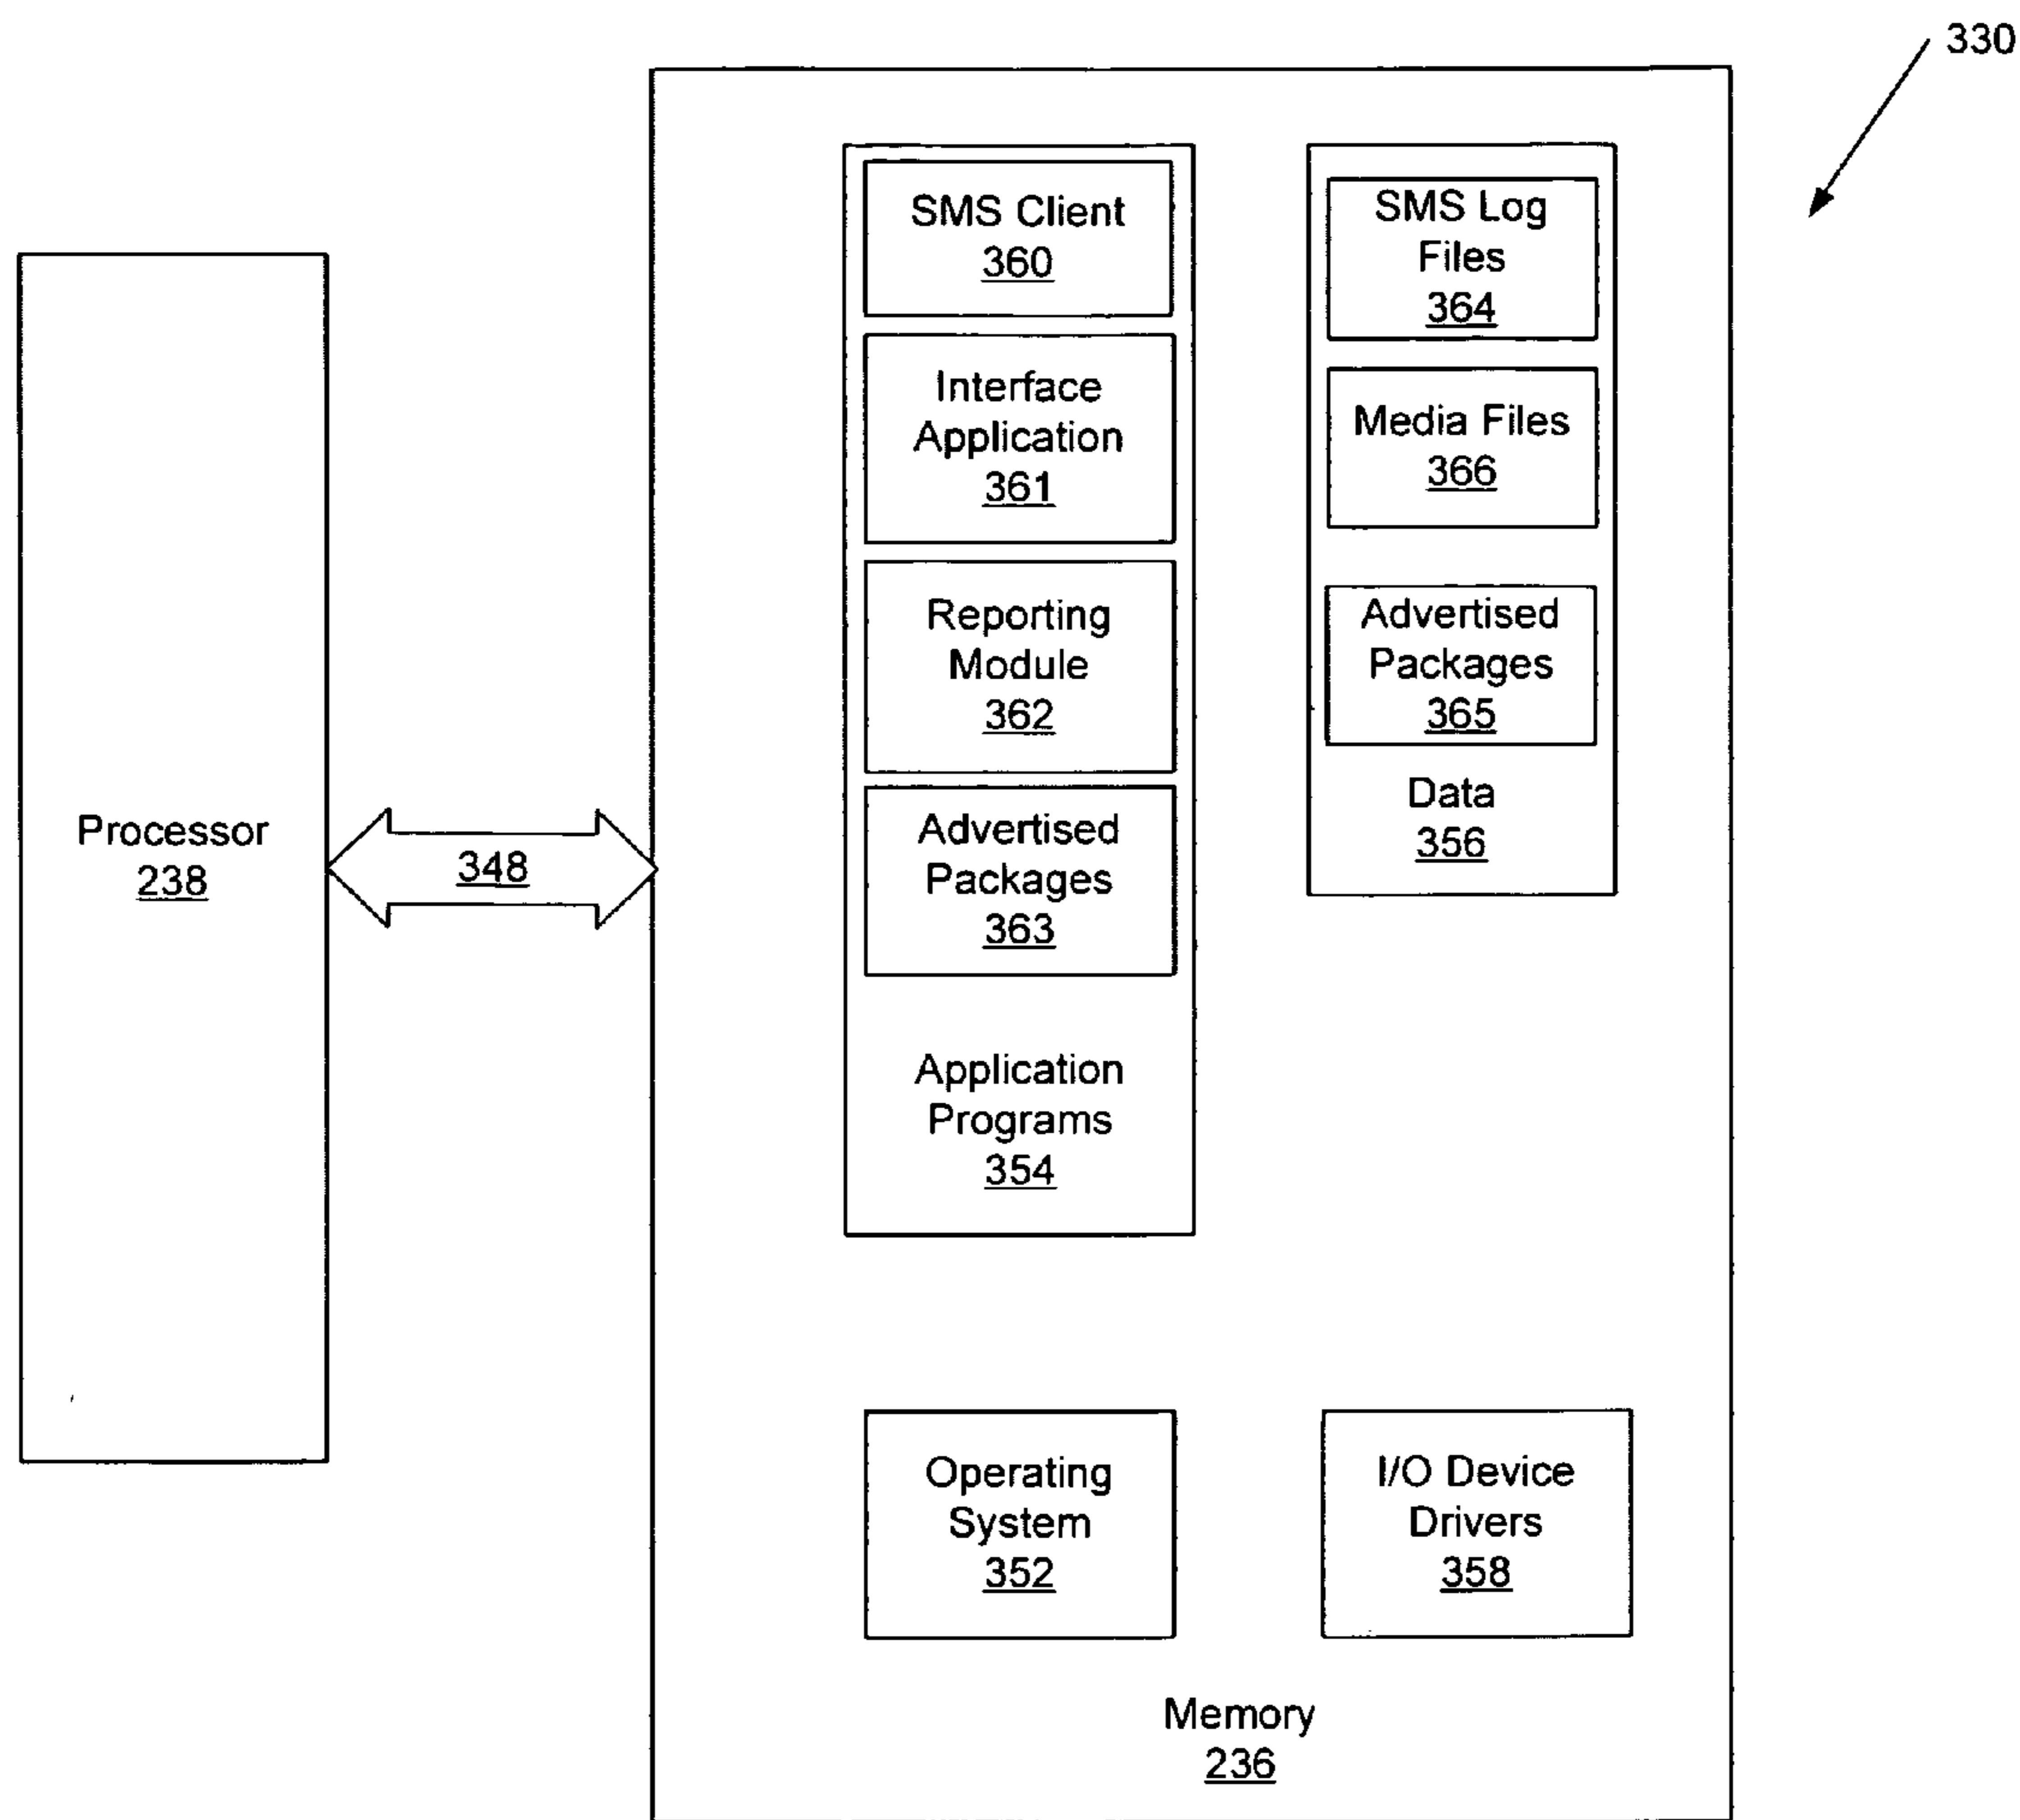 330
SMS Client
360
Interface
Application
361
Reporting
Module
362
Advertised
Packages
363
Application
Programs
354
SMS Log
Files
364
Media Files
366
Advertised
Packages
365
Data
356
Processor
238
348
Operating
System
352
I/O Device
Drivers
358
Memory
236